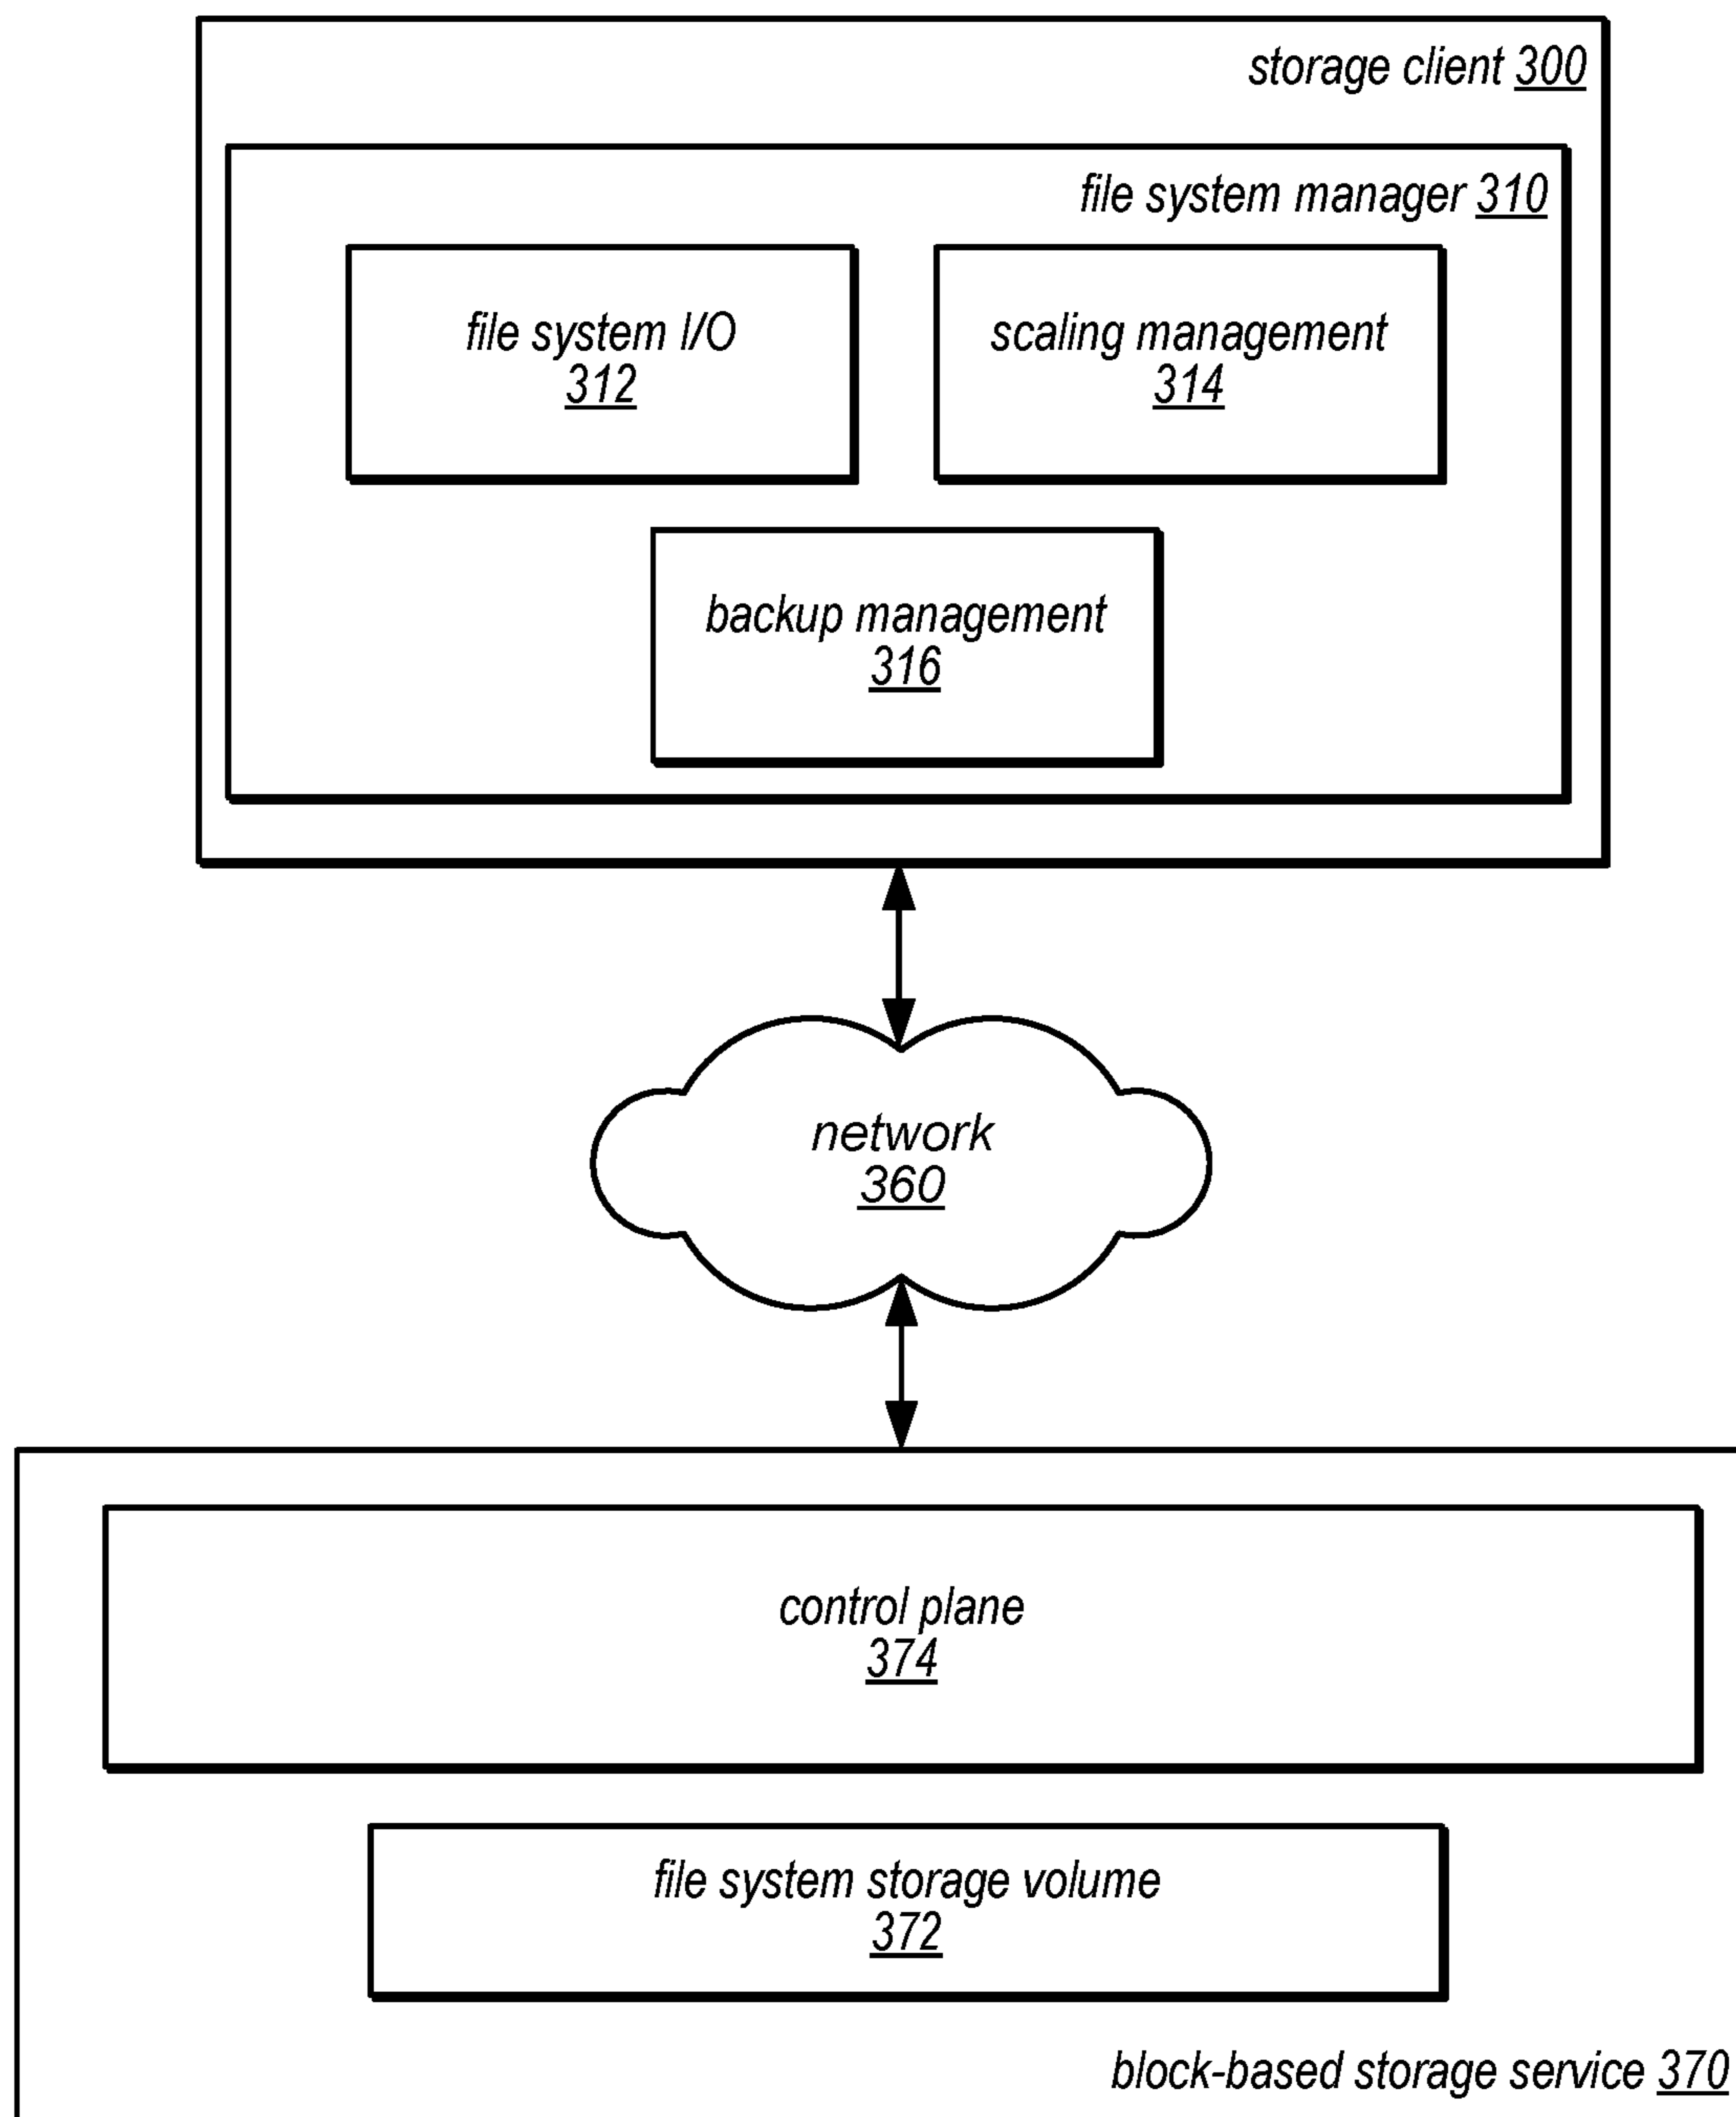 storage client 300
file system manager 310
file system I/O
312
scaling management
314
backup management
316
network
360
control plane
374
file system storage volume
372
block-based storage service 370